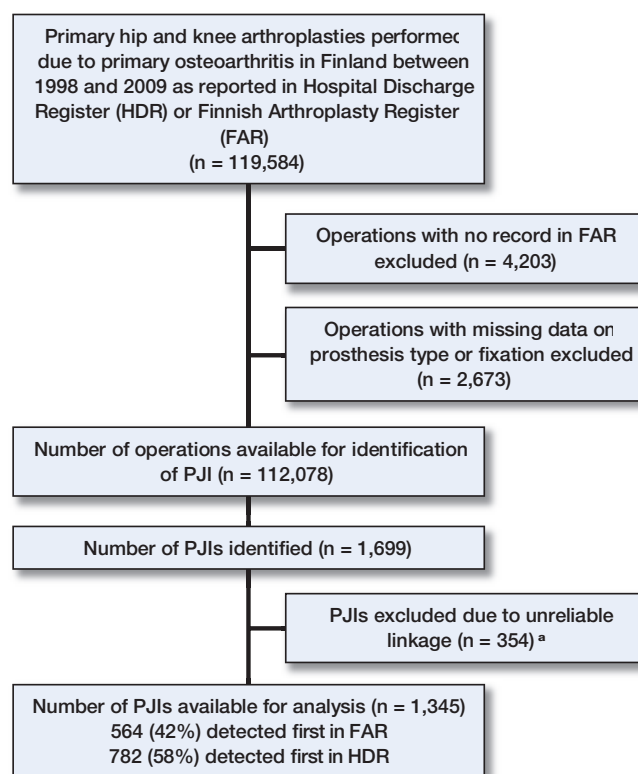 Primary hip and knee arthroplasties performed
due to primary osteoarthritis in Finland between
1998 and 2009 as reported in Hospital Discharge
Register (HDR) or Finnish Arthroplasty Register
(FAR)
(n = 119,584)
Operations with no record in FAR
excluded (n = 4,203)
Operations with missing data on
prosthesis type or fixation excluded
(n = 2,673)
Number of operations available for identification
of PJI (n = 112,078)
Number of PJIs identified (n = 1,699)
PJIs excluded due to unreliable
linkage (n = 354) ª
Number of PJIs available for analysis (n = 1,345)
564 (42%) detected first in FAR
782 (58%) detected first in HDR